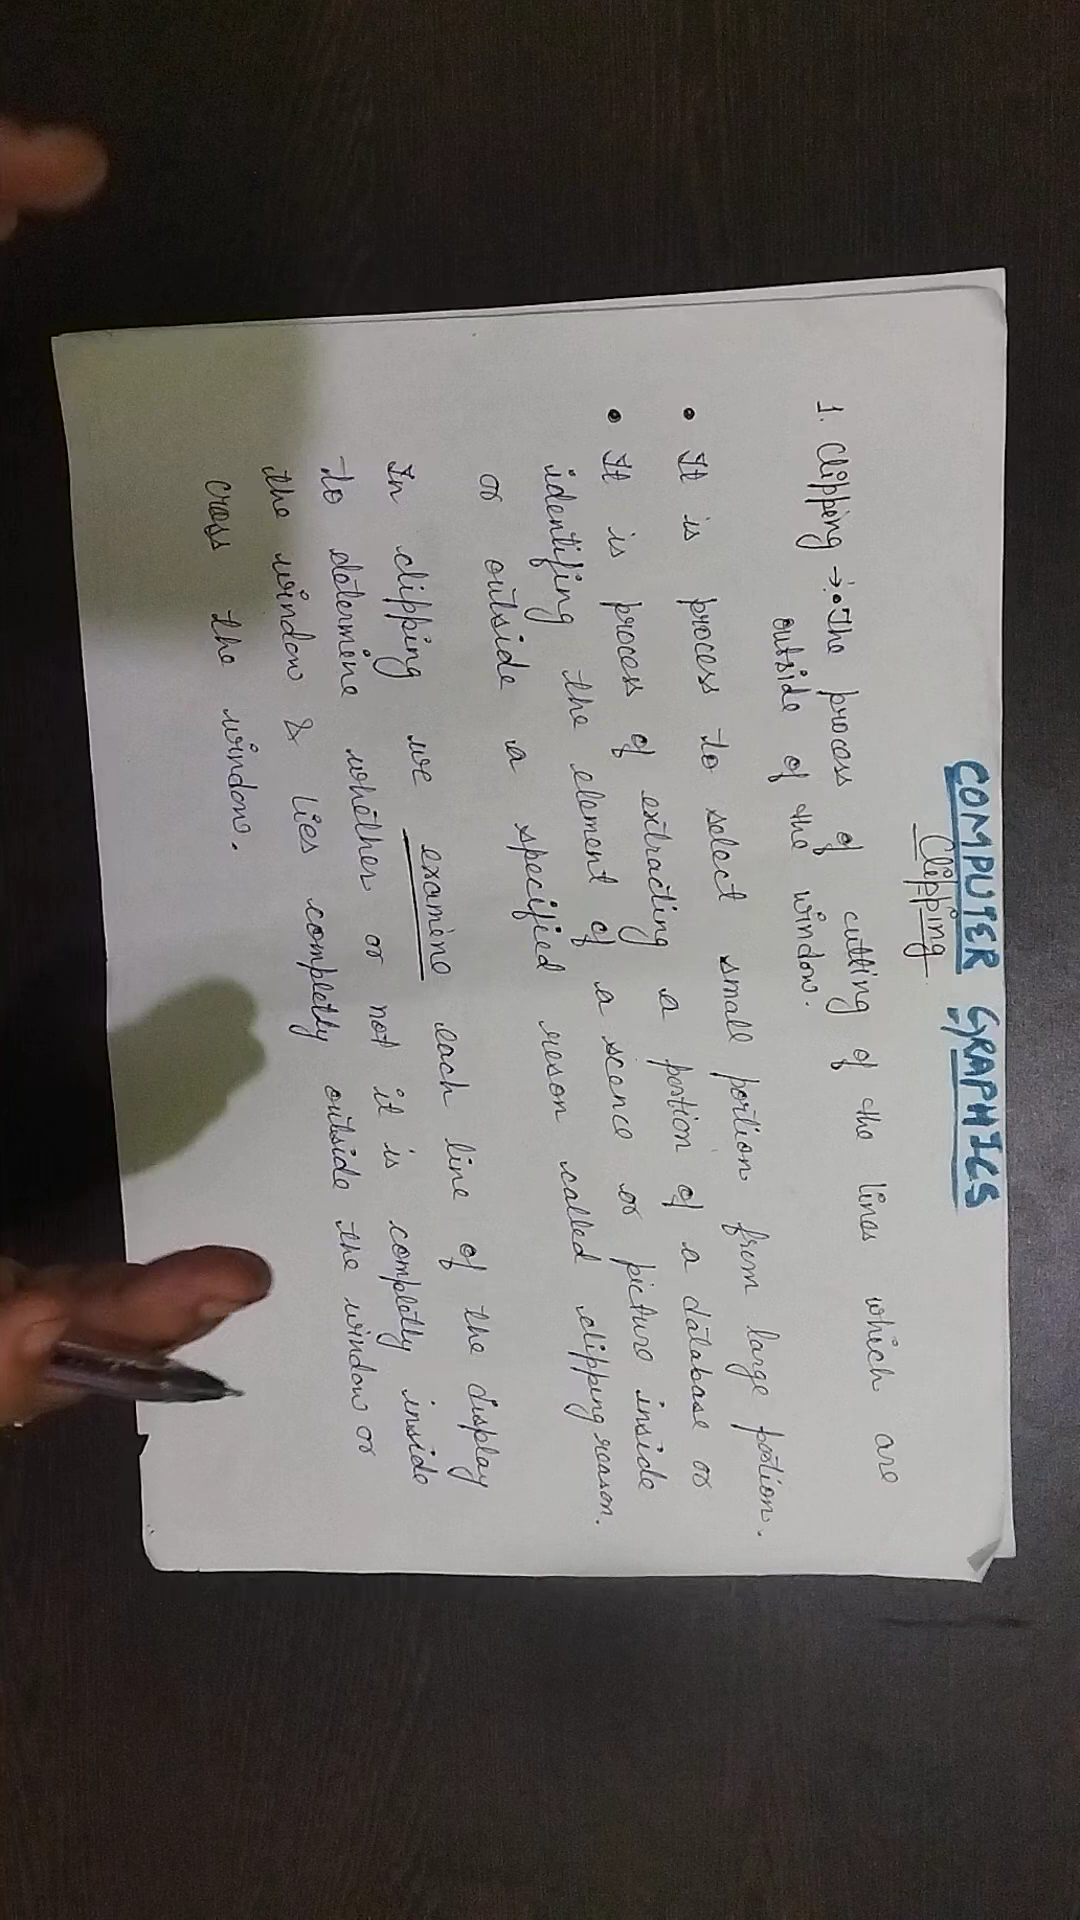 COMPUTER GRAPHICS
Clipping
1. Clipping →• The process of cutting of the lines which are
outside of the window.
• It is process to select small portion from large portion.
• It is process of extracting a portion of a database or
identifing the element of a scence or picture inside
or outside a specified reson called clipping reason.
In clipping we examine each line of the display
to determine whether or not it is completly inside
the window & lies completly outside the window or
cross the window.